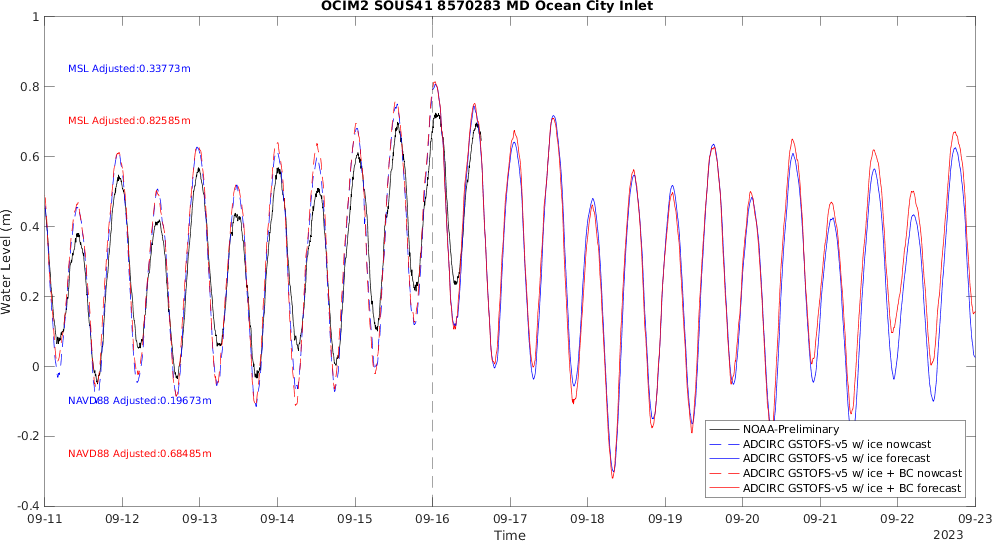 OCIM2 SOUS41 8570283 MD Ocean City Inlet
MSL Adjusted:0.33773m
MSL Adjusted:0.82585m
NAVD88 Adjusted:0.19673m
NAVD88 Adjusted:0.68485m
Water Level (m)
1
0.8
0.6
0.4
0.2
0
-0.2
-0.4
NOAA-Preliminary
ADCIRC GSTOFS-v5 w/ ice nowcast
ADCIRC GSTOFS-v5 w/ ice forecast
ADCIRC GSTOFS-v5 w/ ice + BC nowcast
ADCIRC GSTOFS-v5 w/ ice + BC forecast
09-11 09-12 09-13 09-14 09-15 09-16 09-17 09-18 09-19 09-20 09-21 09-22 09-23
Time
2023